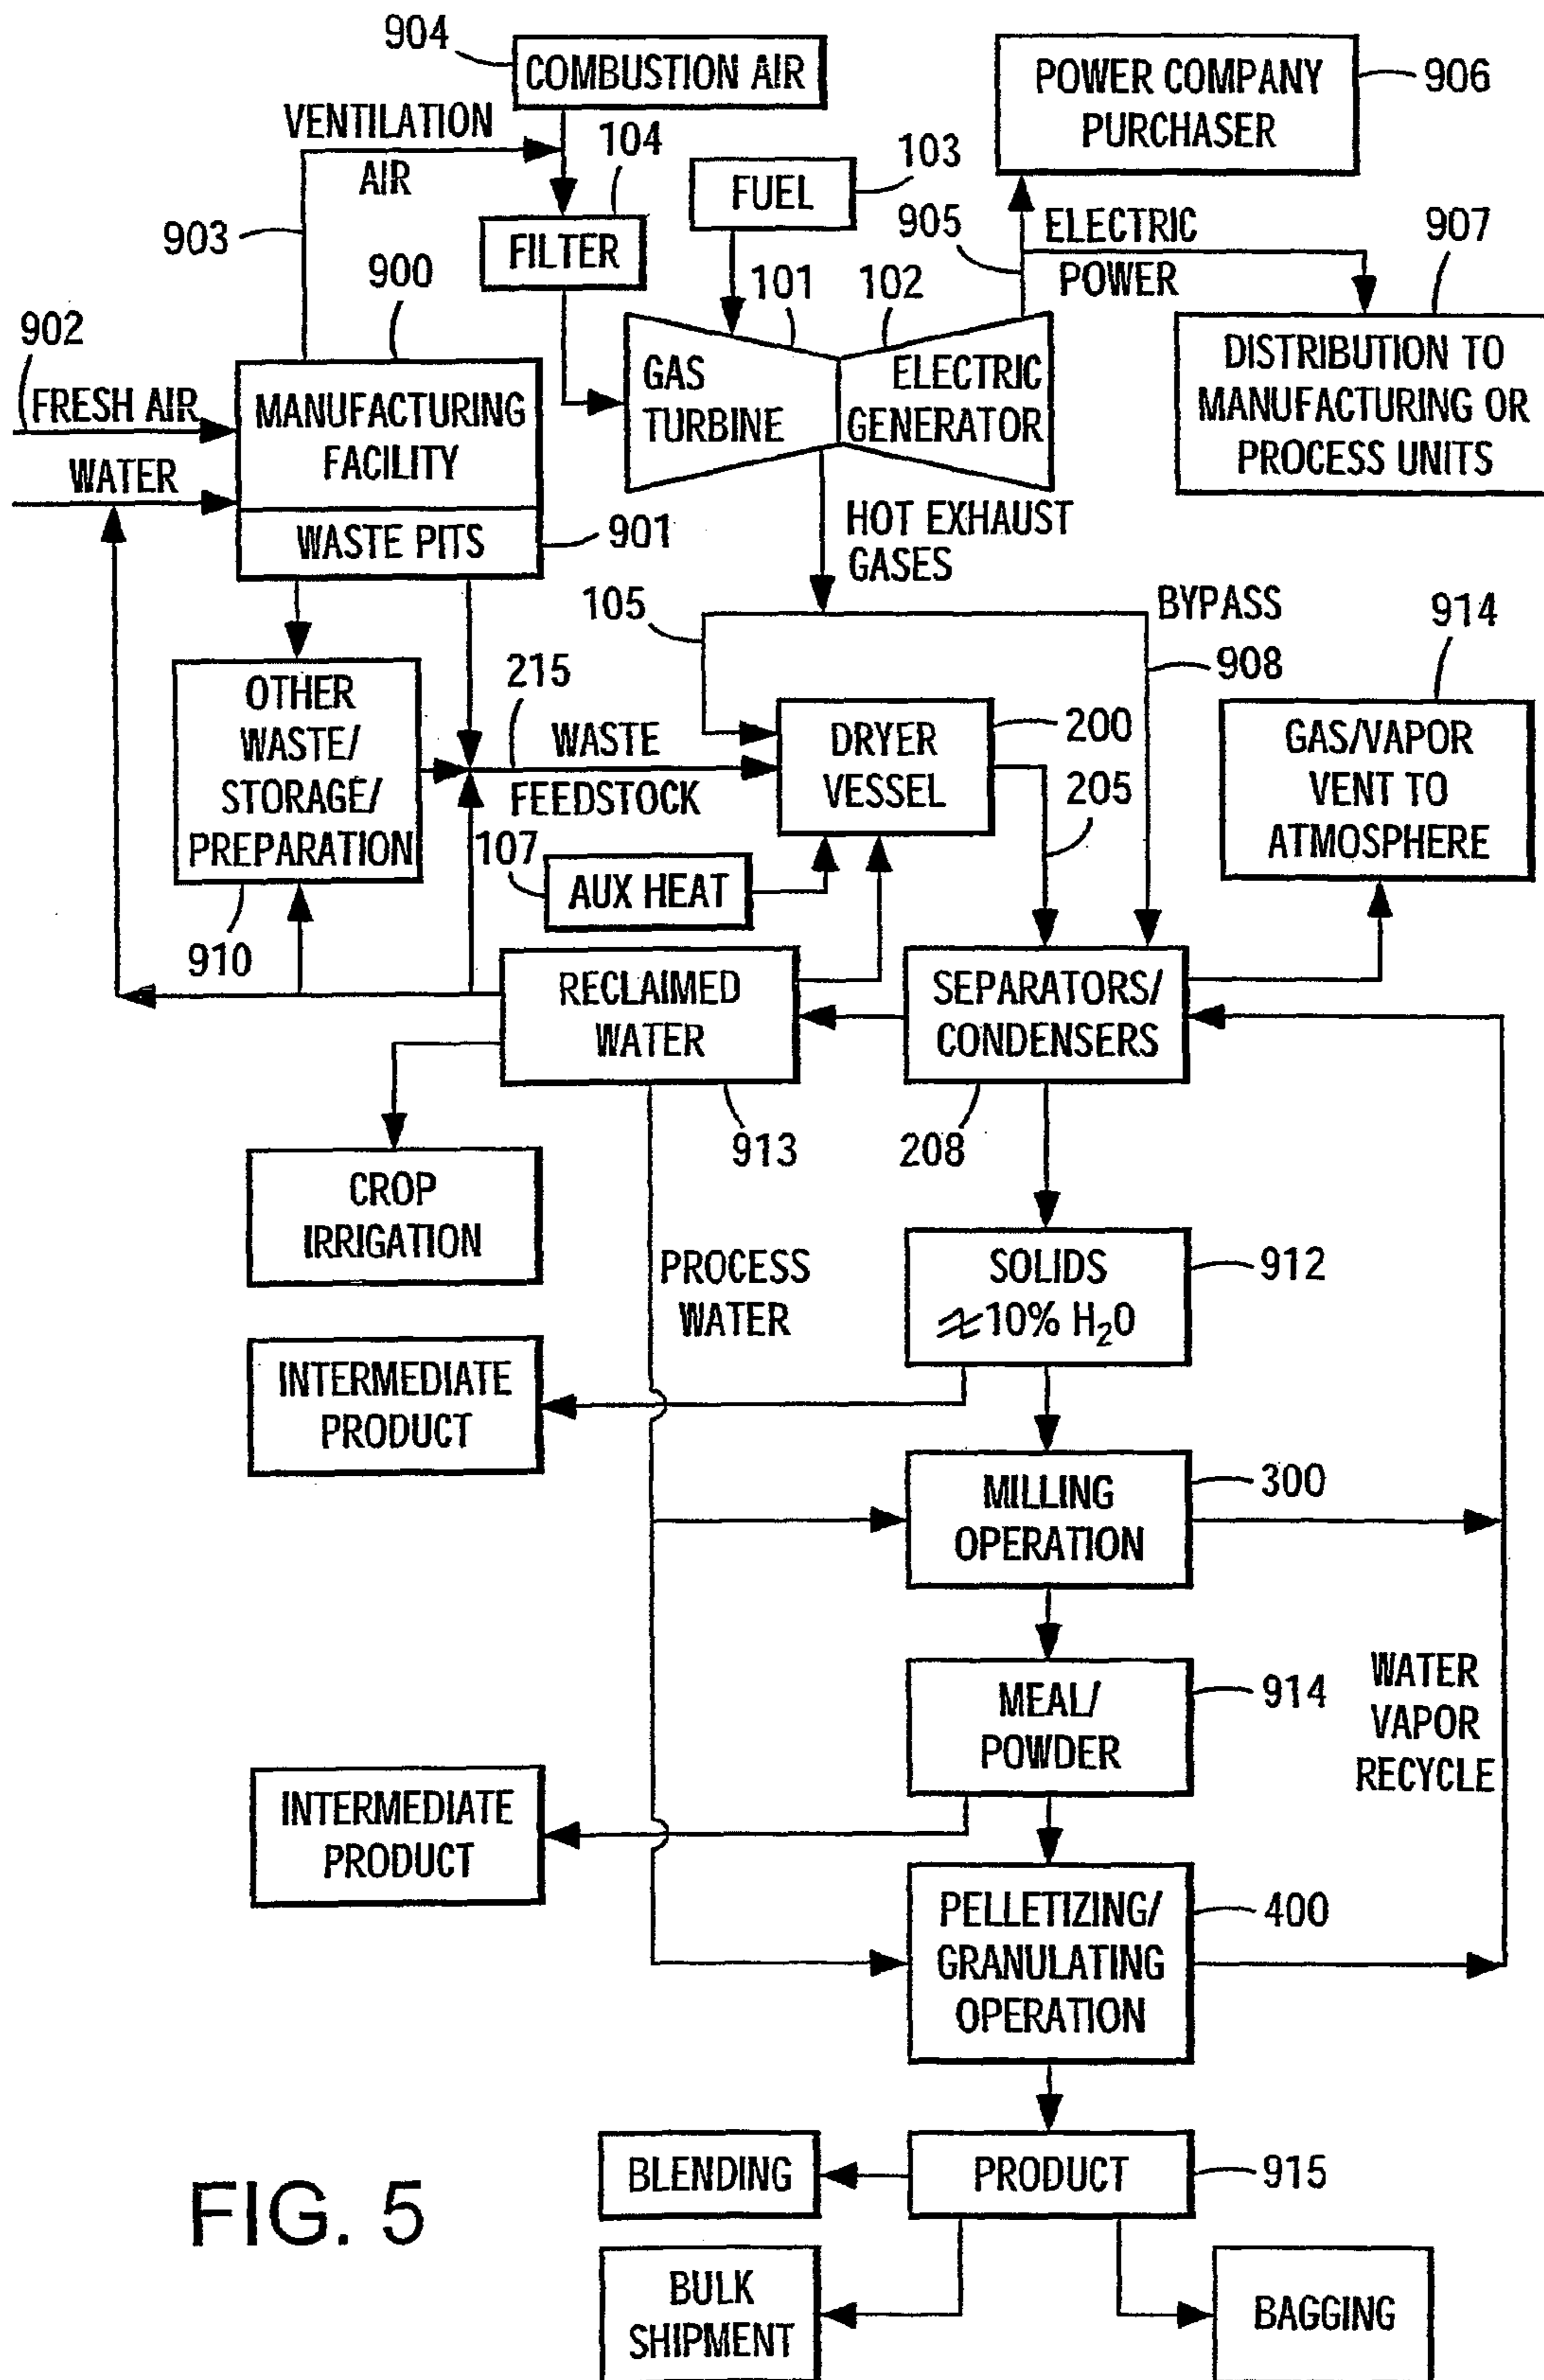 904
COMBUSTION AIR
POWER COMPANY
PURCHASER
906
VENTILATION
AIR
104
FUEL
103
903
FILTER
905
ELECTRIC
POWER
907
900
101
102
902
FRESH AIR
WATER
MANUFACTURING
FACILITY
WASTE PITS
901
GAS
TURBINE
ELECTRIC
GENERATOR
DISTRIBUTION TO
MANUFACTURING OR
PROCESS UNITS
HOT EXHAUST
GASES
105
BYPASS
908
914
OTHER
WASTE/
STORAGE/
PREPARATION
910
215
WASTE
FEEDSTOCK
DRYER
VESSEL
200
205
GAS/VAPOR
VENT TO
ATMOSPHERE
107
AUX HEAT
RECLAIMED
WATER
913
SEPARATORS/
CONDENSERS
208
CROP
IRRIGATION
PROCESS
WATER
SOLIDS
≈10% H₂O
912
INTERMEDIATE
PRODUCT
MILLING
OPERATION
300
MEAL/
POWDER
914
WATER
VAPOR
RECYCLE
INTERMEDIATE
PRODUCT
PELLETIZING/
GRANULATING
OPERATION
400
BLENDING
PRODUCT
915
BULK
SHIPMENT
BAGGING
FIG. 5